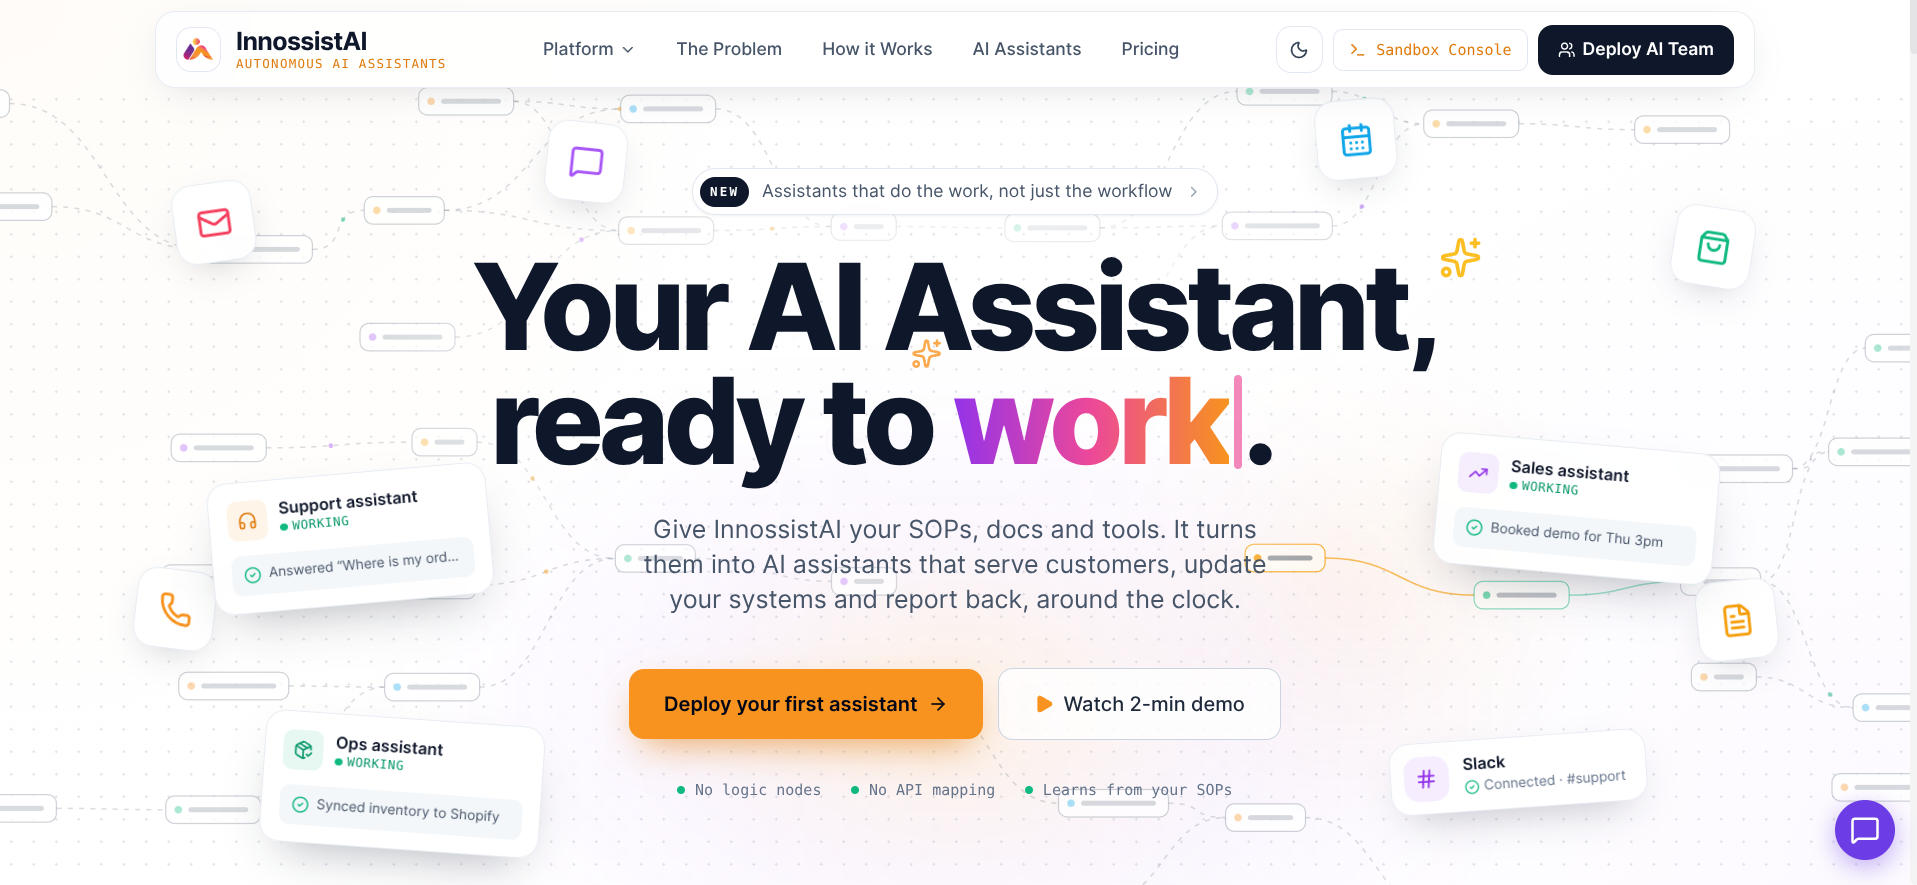 InnossistAI
AUTONOMOUS AI ASSISTANTS
Platform
The Problem
How it Works
AI Assistants
Pricing
Sandbox Console
Deploy AI Team
NEW Assistants that do the work, not just the workflow
Your AI Assistant,
ready to work.
Give InnossistAI your SOPs, docs and tools. It turns
them into AI assistants that serve customers, update
your systems and report back, around the clock.
Support assistant
WORKING
Answered “Where is my ord...
Sales assistant
WORKING
Booked demo for Thu 3pm
Deploy your first assistant
Watch 2-min demo
Ops assistant
WORKING
Synced inventory to Shopify
Slack
Connected · #support
No logic nodes
No API mapping
Learns from your SOPs